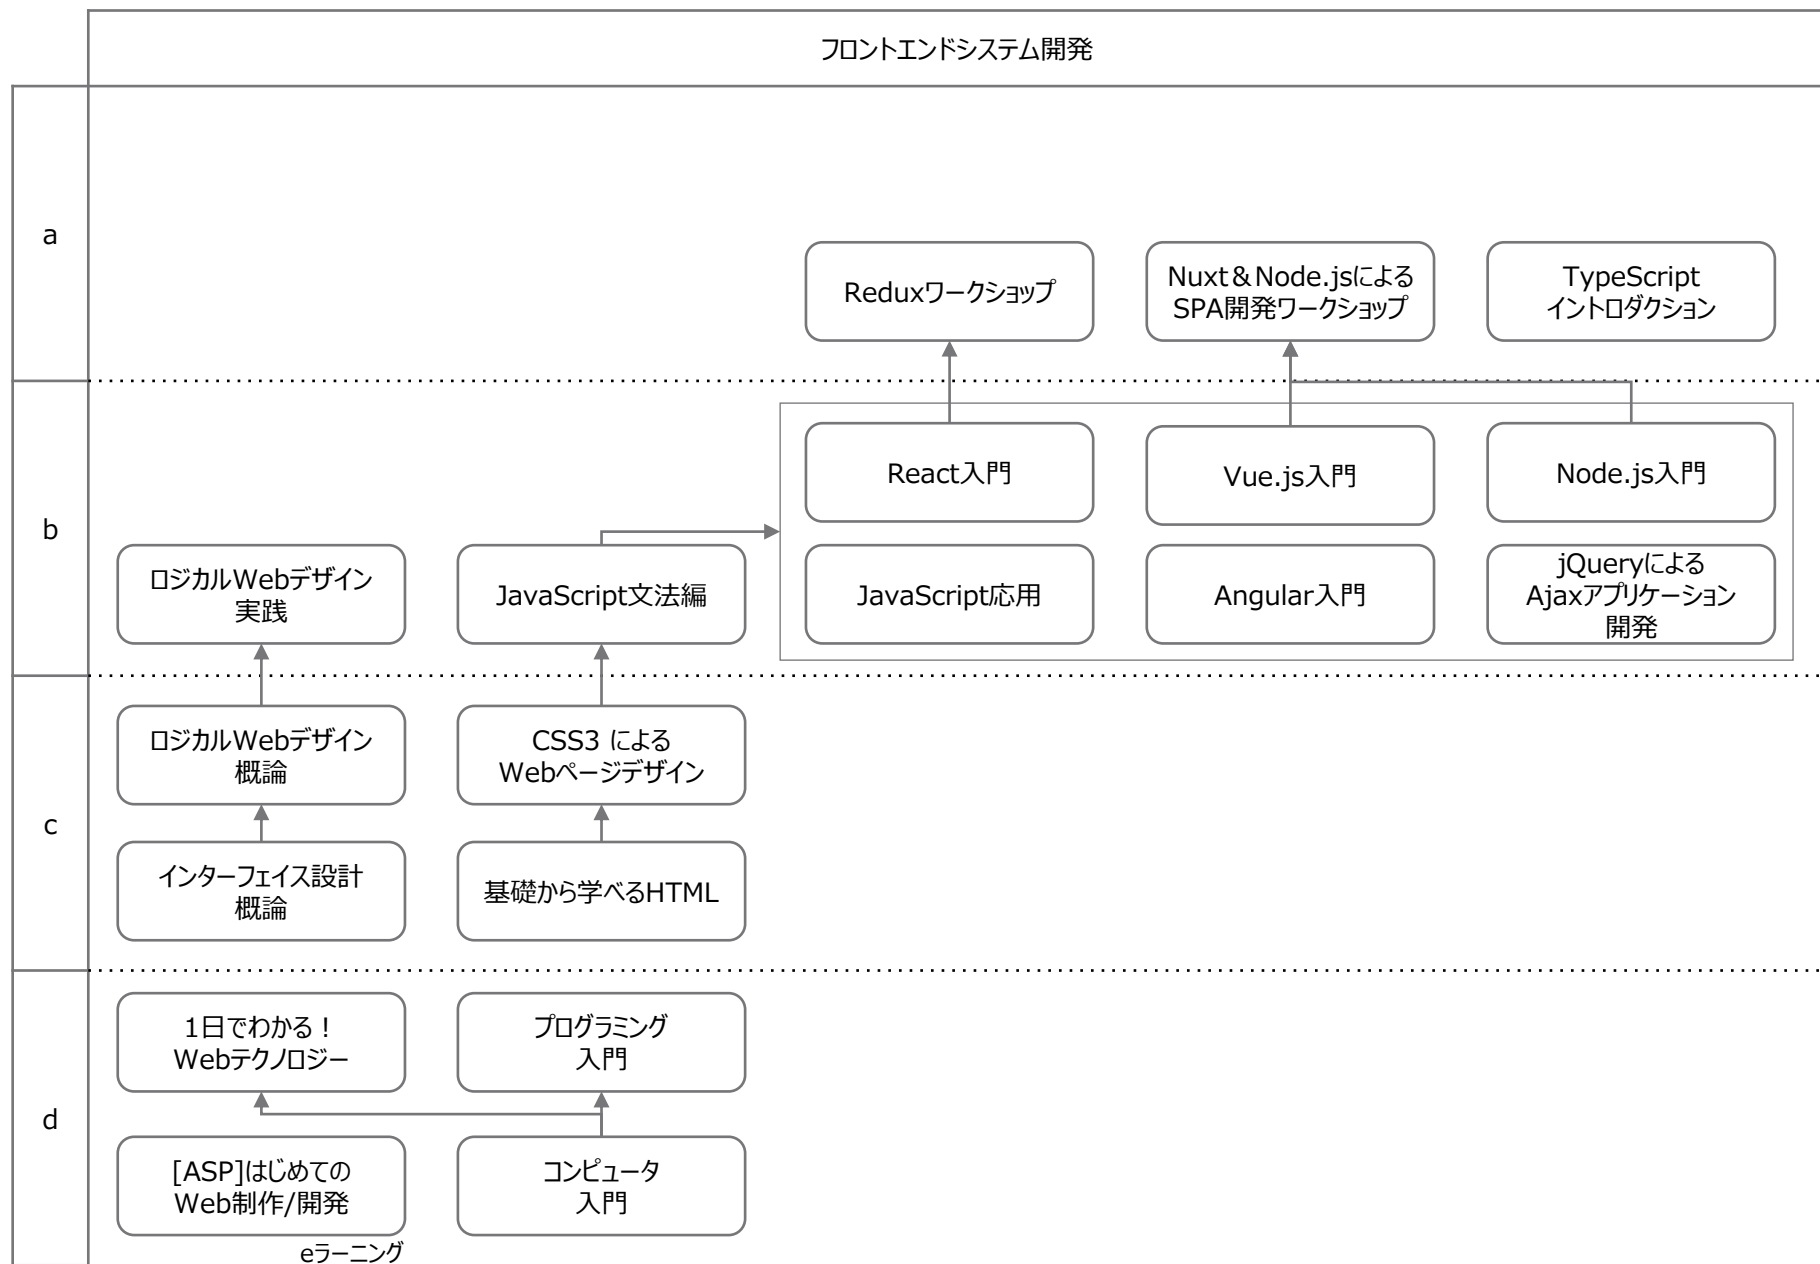 フロントエンドシステム開発
a
Reduxワークショップ
Nuxt＆Node.jsによる
SPA開発ワークショップ
TypeScript
イントロダクション
b
React入門
Vue.js入門
Node.js入門
ロジカルWebデザイン
実践
JavaScript文法編
JavaScript応用
Angular入門
jQueryによる
Ajaxアプリケーション
開発
c
ロジカルWebデザイン
概論
CSS3 による
Webページデザイン
インターフェイス設計
概論
基礎から学べるHTML
d
1日でわかる！
Webテクノロジー
プログラミング
入門
[ASP]はじめての
Web制作/開発
コンピュータ
入門
eラーニング